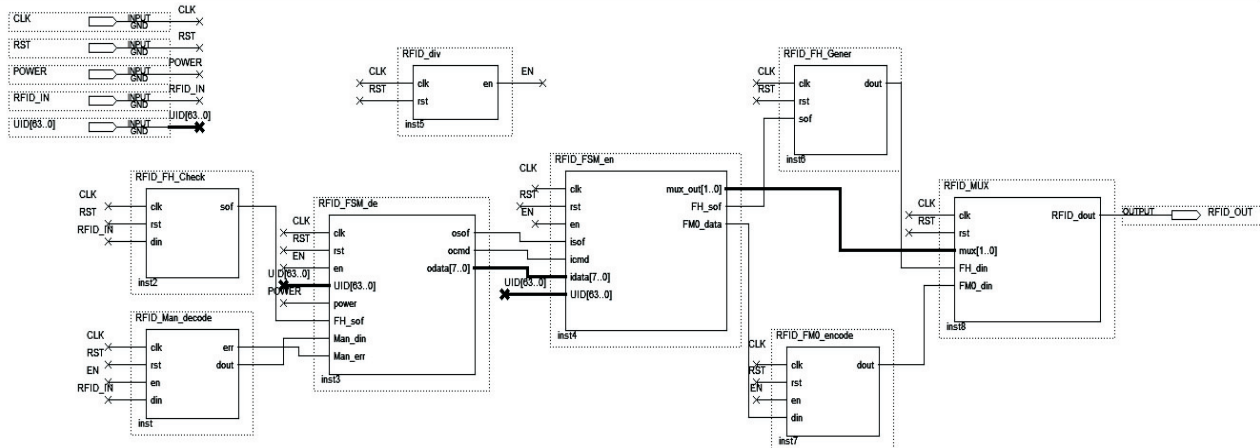 CLK INPUT GND CLK
RST INPUT GND RST
POWER INPUT GND POWER
RFID_IN INPUT GND RFID_IN
UID[63..0] INPUT GND UID[63..0]
RFID_div
CLK clk en EN
RST rst
inst5
RFID_FH_Gener
CLK clk dout
RST rst
sof
inst6
RFID_FH_Check
CLK clk sof
RST rst
RFID_IN din
inst2
RFID_FSM_de
CLK clk osof
RST rst ocmd
EN en odata[7..0]
UID[63..0] UID[63..0]
POWER power
FH_sof
Man_din
Man_err
inst3
RFID_FSM_en
CLK clk mux_out[1..0]
RST rst FH_sof
EN en FM0_data
isof
icmd
idata[7..0]
UID[63..0] UID[63..0]
inst4
RFID_MUX
CLK clk RFID_dout OUTPUT RFID_OUT
RST rst
mux[1..0]
FH_din
FM0_din
inst8
RFID_Man_decode
CLK clk err
RST rst dout
EN en
RFID_IN din
inst
RFID_FM0_encode
CLK clk dout
RST rst
EN en
din
inst7